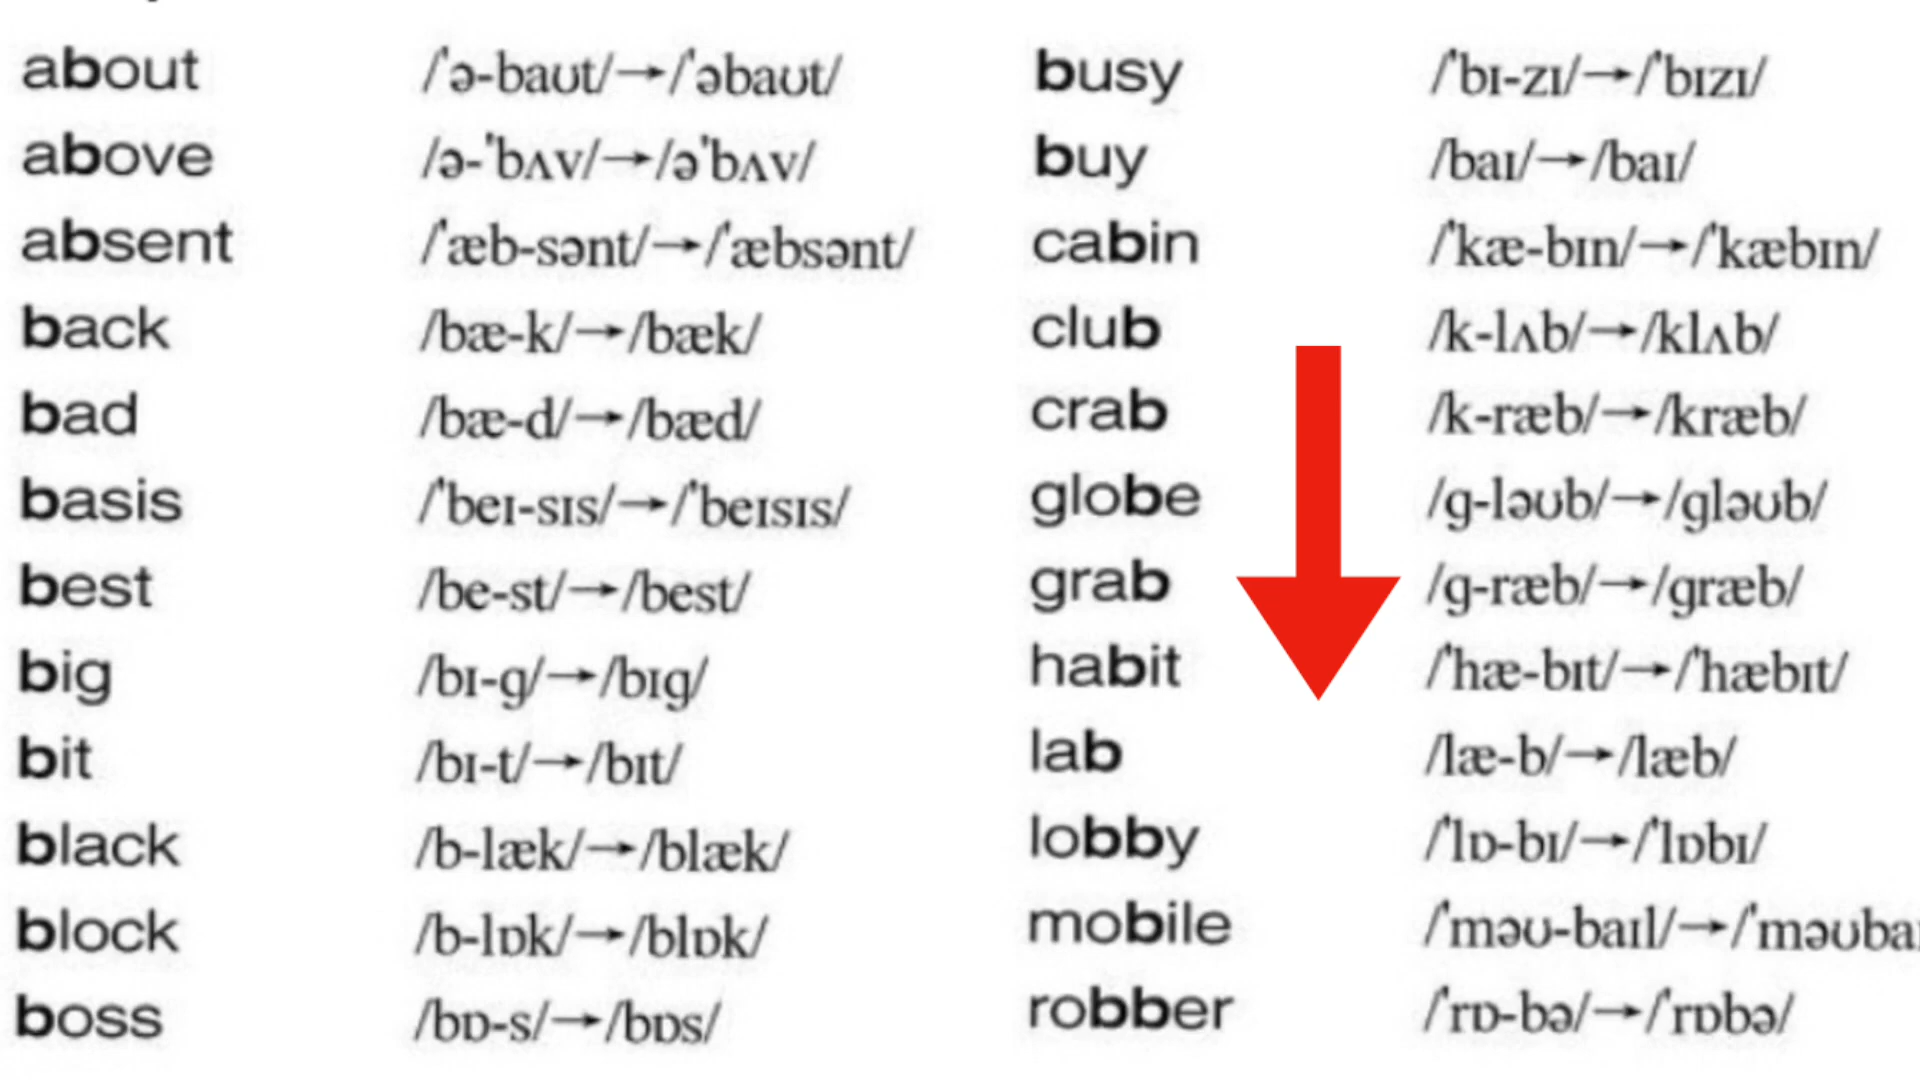 about /ˈə-baʊt/→/ˈəbaʊt/
above /ə-ˈbʌv/→/əˈbʌv/
absent /ˈæb-sənt/→/ˈæbsənt/
back /bæ-k/→/bæk/
bad /bæ-d/→/bæd/
basis /ˈbeɪ-sɪs/→/ˈbeɪsɪs/
best /be-st/→/best/
big /bɪ-g/→/bɪg/
bit /bɪ-t/→/bɪt/
black /b-læk/→/blæk/
block /b-lɒk/→/blɒk/
boss /bɒ-s/→/bɒs/
busy /ˈbɪ-zɪ/→/ˈbɪzɪ/
buy /baɪ/→/baɪ/
cabin /ˈkæ-bɪn/→/ˈkæbɪn/
club /k-lʌb/→/klʌb/
crab /k-ræb/→/kræb/
globe /g-ləʊb/→/gləʊb/
grab /g-ræb/→/græb/
habit /ˈhæ-bɪt/→/ˈhæbɪt/
lab /læ-b/→/læb/
lobby /ˈlɒ-bɪ/→/ˈlɒbɪ/
mobile /ˈməʊ-baɪl/→/ˈməʊbaɪ
robber /ˈrɒ-bə/→/ˈrɒbə/